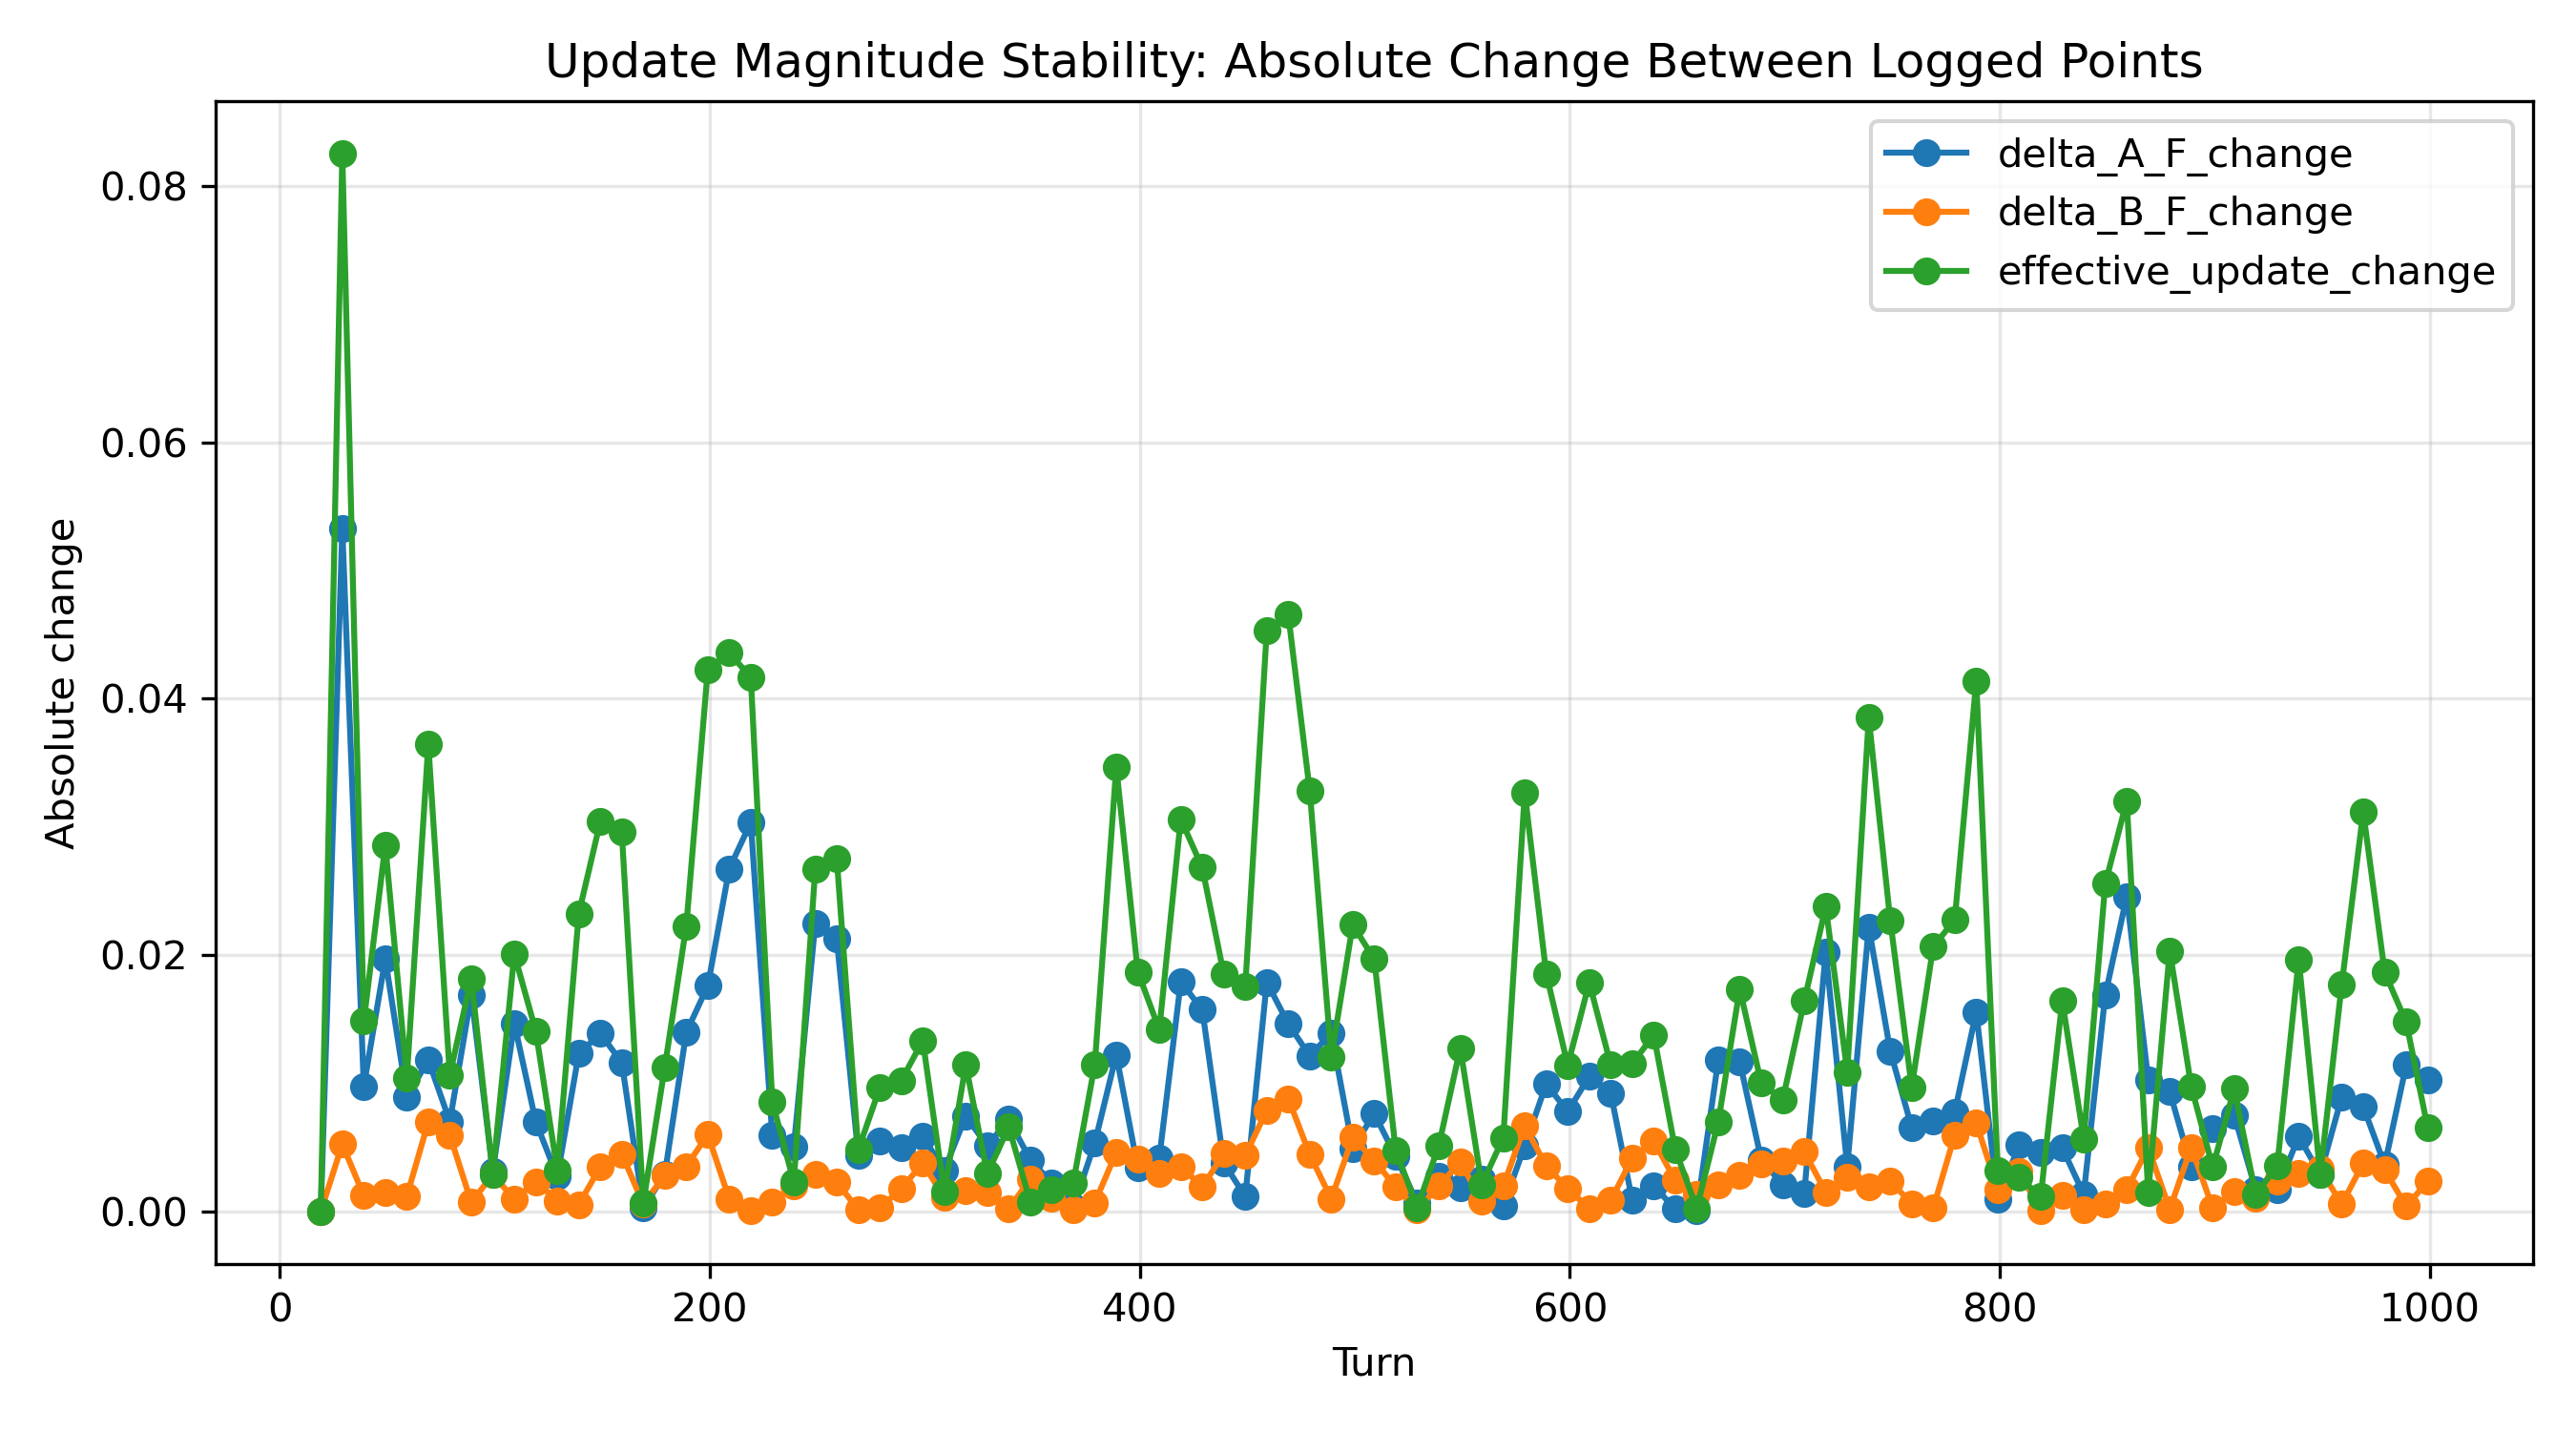 Update Magnitude Stability: Absolute Change Between Logged Points
delta_A_F_change
delta_B_F_change
effective_update_change
Absolute change
0.08
0.06
0.04
0.02
0.00
0 200 400 600 800 1000
Turn